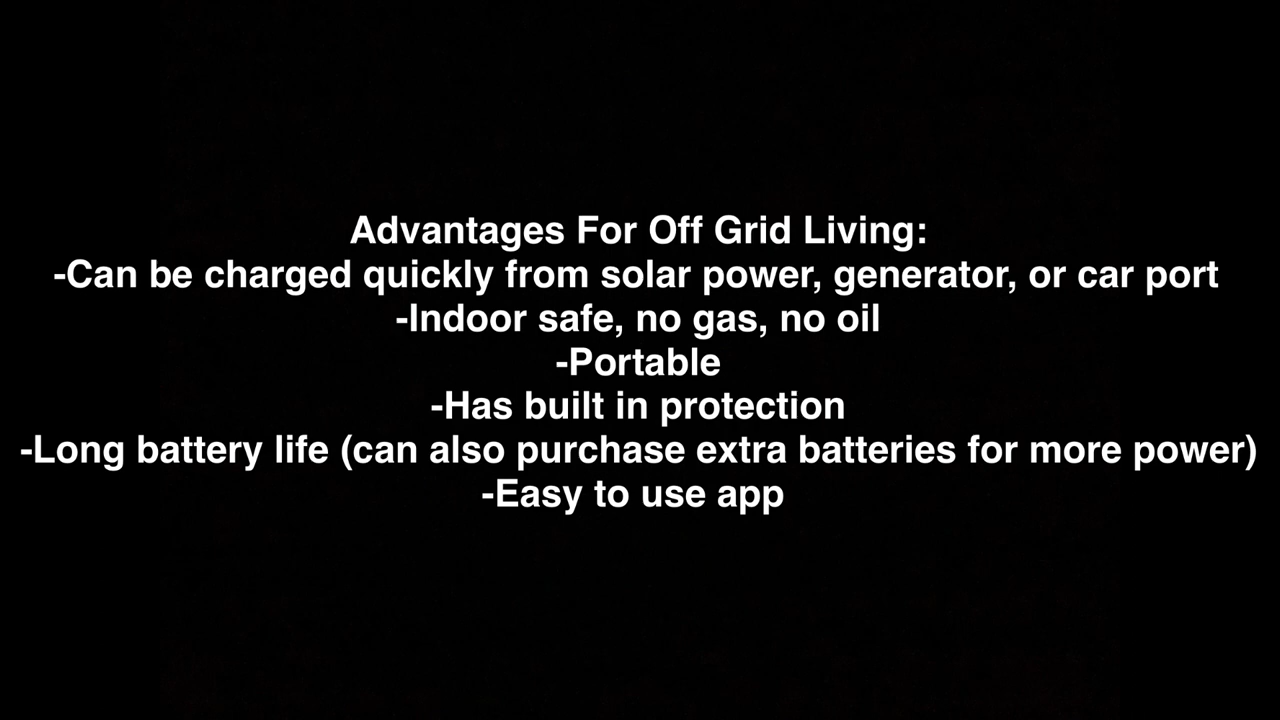 Advantages For Off Grid Living:
-Can be charged quickly from solar power, generator, or car port
-Indoor safe, no gas, no oil
-Portable
-Has built in protection
-Long battery life (can also purchase extra batteries for more power)
-Easy to use app